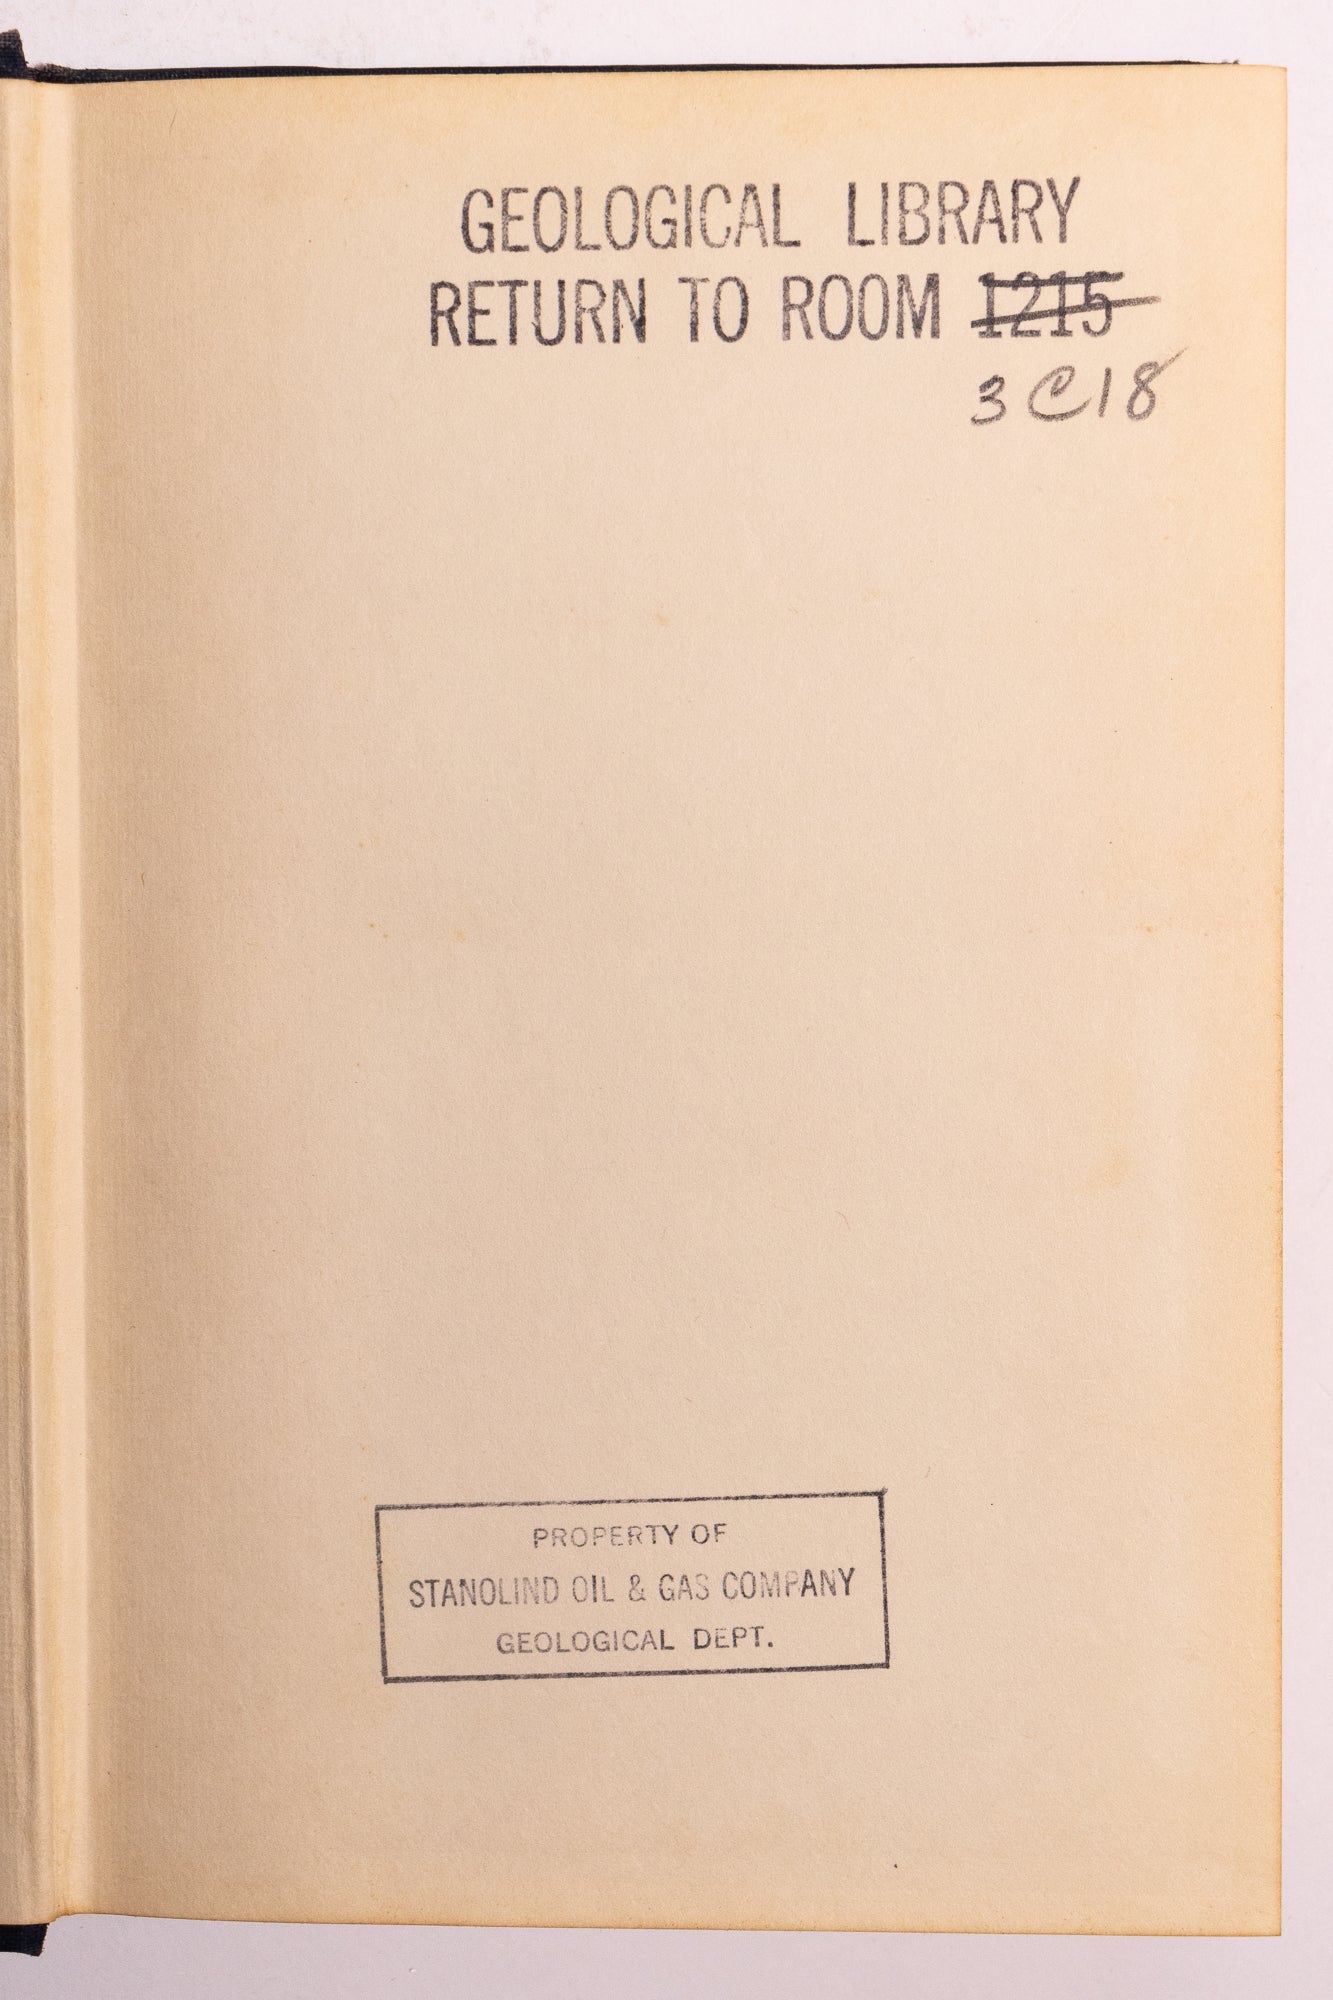 GEOLOGICAL LIBRARY
RETURN TO ROOM 1215
3C18
PROPERTY OF
STANOLIND OIL & GAS COMPANY
GEOLOGICAL DEPT.